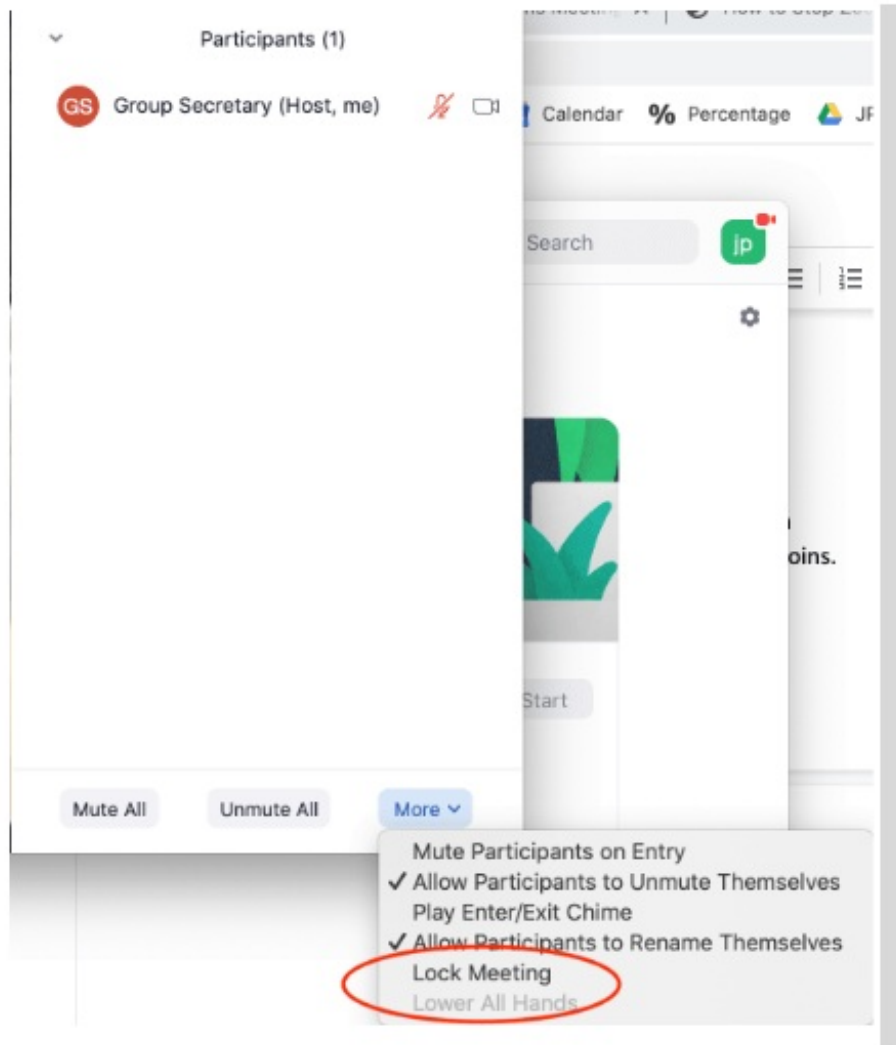 Participants (1)
GS Group Secretary (Host, me)
Calendar % Percentage
Search
jp
oins.
Start
Mute All Unmute All More
Mute Participants on Entry
✓ Allow Participants to Unmute Themselves
Play Enter/Exit Chime
✓ Allow Participants to Rename Themselves
Lock Meeting
Lower All Hands